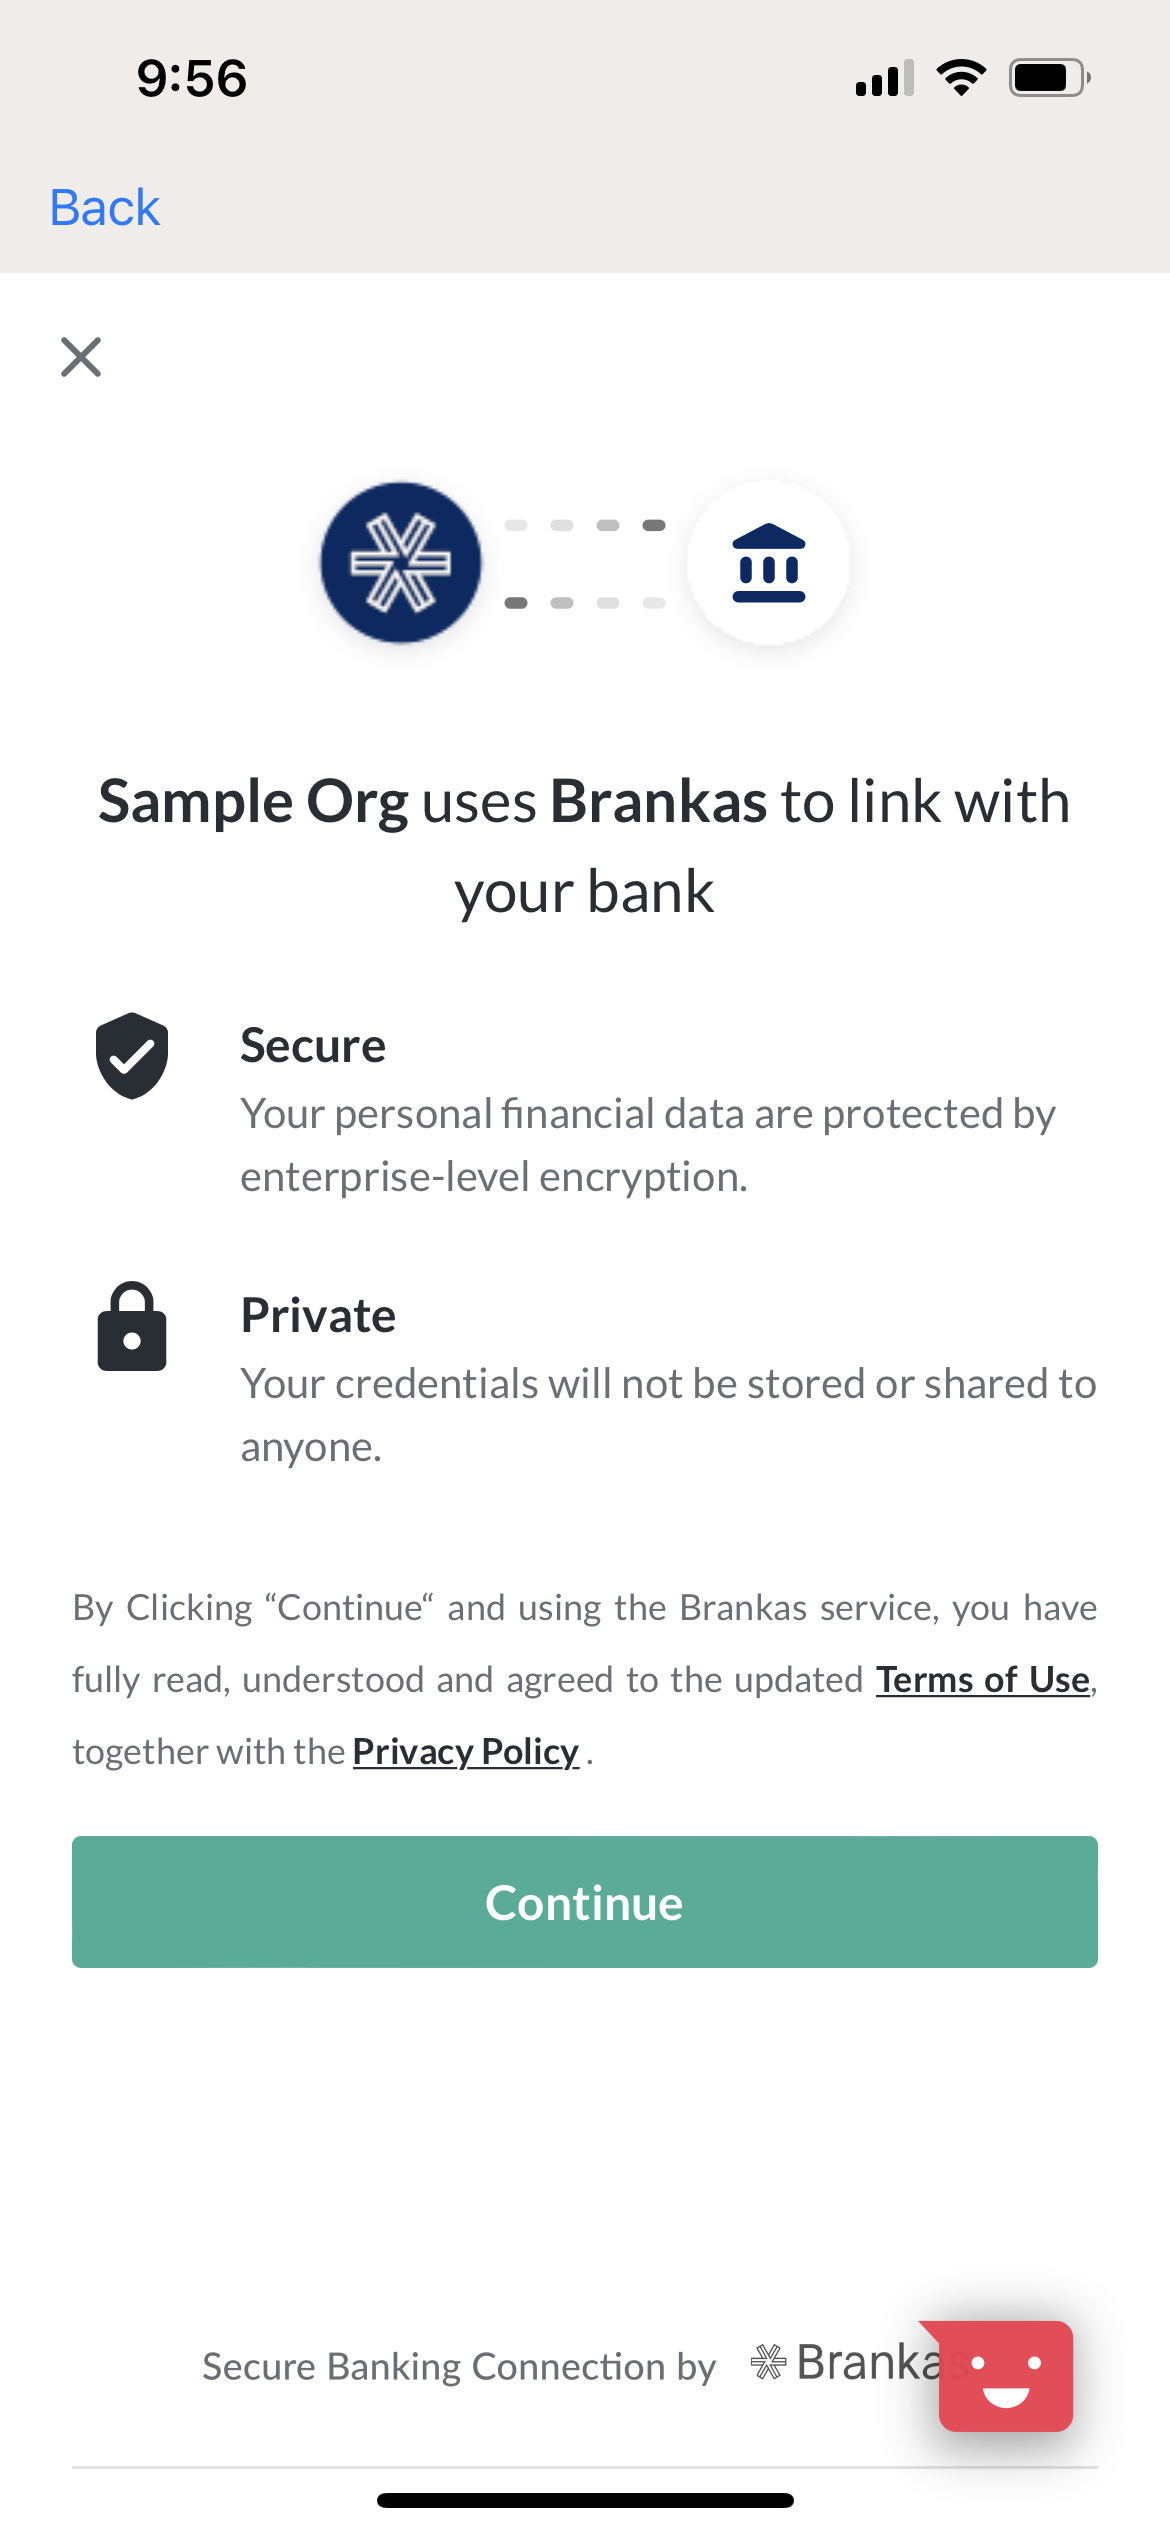 9:56
Back
Sample Org uses Brankas to link with
your bank
Secure
Your personal financial data are protected by
enterprise-level encryption.
Private
Your credentials will not be stored or shared to
anyone.
By Clicking “Continue“ and using the Brankas service, you have
fully read, understood and agreed to the updated Terms of Use,
together with the Privacy Policy .
Continue
Secure Banking Connection by Brankas